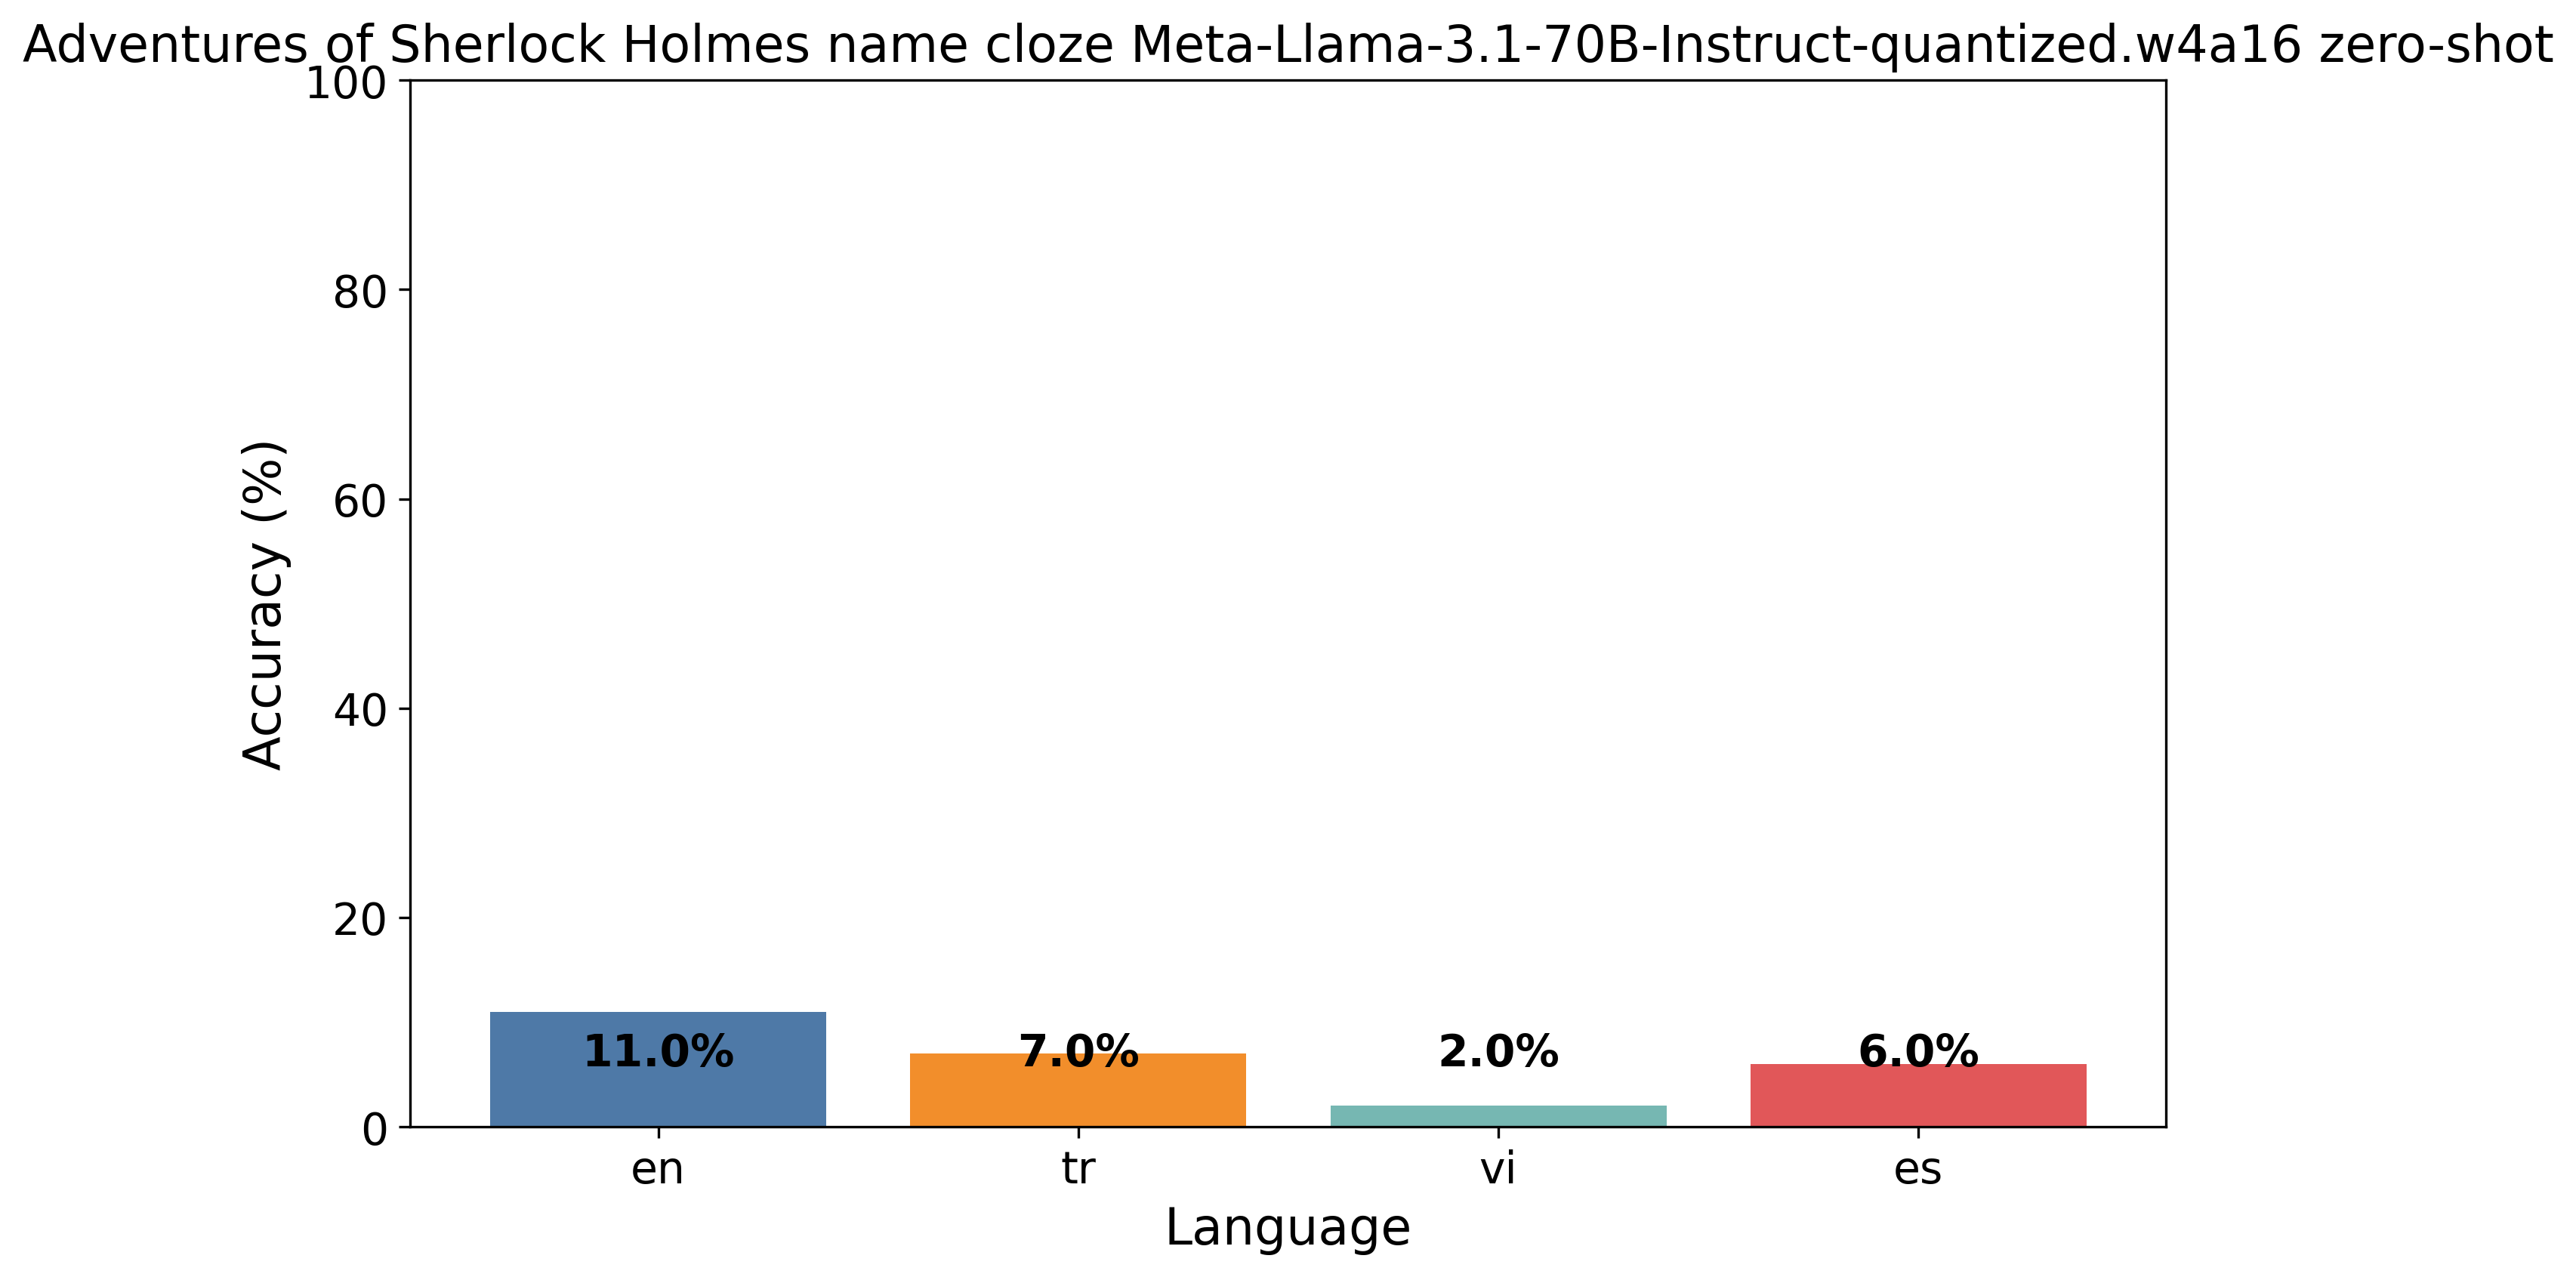 Adventures of Sherlock Holmes name cloze Meta-Llama-3.1-70B-Instruct-quantized.w4a16 zero-shot
100
80
60
40
20
0
Accuracy (%)
11.0%
7.0%
2.0%
6.0%
en
tr
vi
es
Language